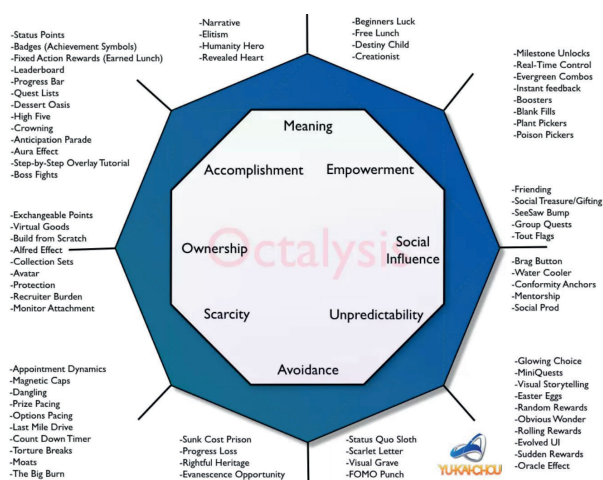 -Narrative
-Elitism
-Humanity Hero
-Revealed Heart
-Beginners Luck
-Free Lunch
-Destiny Child
-Creationist
-Status Points
-Badges (Achievement Symbols)
-Fixed Action Rewards (Earned Lunch)
-Leaderboard
-Progress Bar
-Quest Lists
-Dessert Oasis
-High Five
-Crowning
-Anticipation Parade
-Aura Effect
-Step-by-Step Overlay Tutorial
-Boss Fights
-Milestone Unlocks
-Real-Time Control
-Evergreen Combos
-Instant feedback
-Boosters
-Blank Fills
-Plant Pickers
-Poison Pickers
Meaning
Accomplishment
Empowerment
Ownership
Octalysis
Social
Influence
Scarcity
Unpredictability
Avoidance
-Exchangeable Points
-Virtual Goods
-Build from Scratch
-Alfred Effect
-Collection Sets
-Avatar
-Protection
-Recruiter Burden
-Monitor Attachment
-Friending
-Social Treasure/Gifting
-SeeSaw Bump
-Group Quests
-Tout Flags
-Brag Button
-Water Cooler
-Conformity Anchors
-Mentorship
-Social Prod
-Appointment Dynamics
-Magnetic Caps
-Dangling
-Prize Pacing
-Options Pacing
-Last Mile Drive
-Count Down Timer
-Torture Breaks
-Moats
-The Big Burn
-Sunk Cost Prison
-Progress Loss
-Rightful Heritage
-Evanescence Opportunity
-Status Quo Sloth
-Scarlet Letter
-Visual Grave
-FOMO Punch
-Glowing Choice
-MiniQuests
-Visual Storytelling
-Easter Eggs
-Random Rewards
-Obvious Wonder
-Rolling Rewards
-Evolved UI
-Sudden Rewards
-Oracle Effect
YU-KAI CHOU